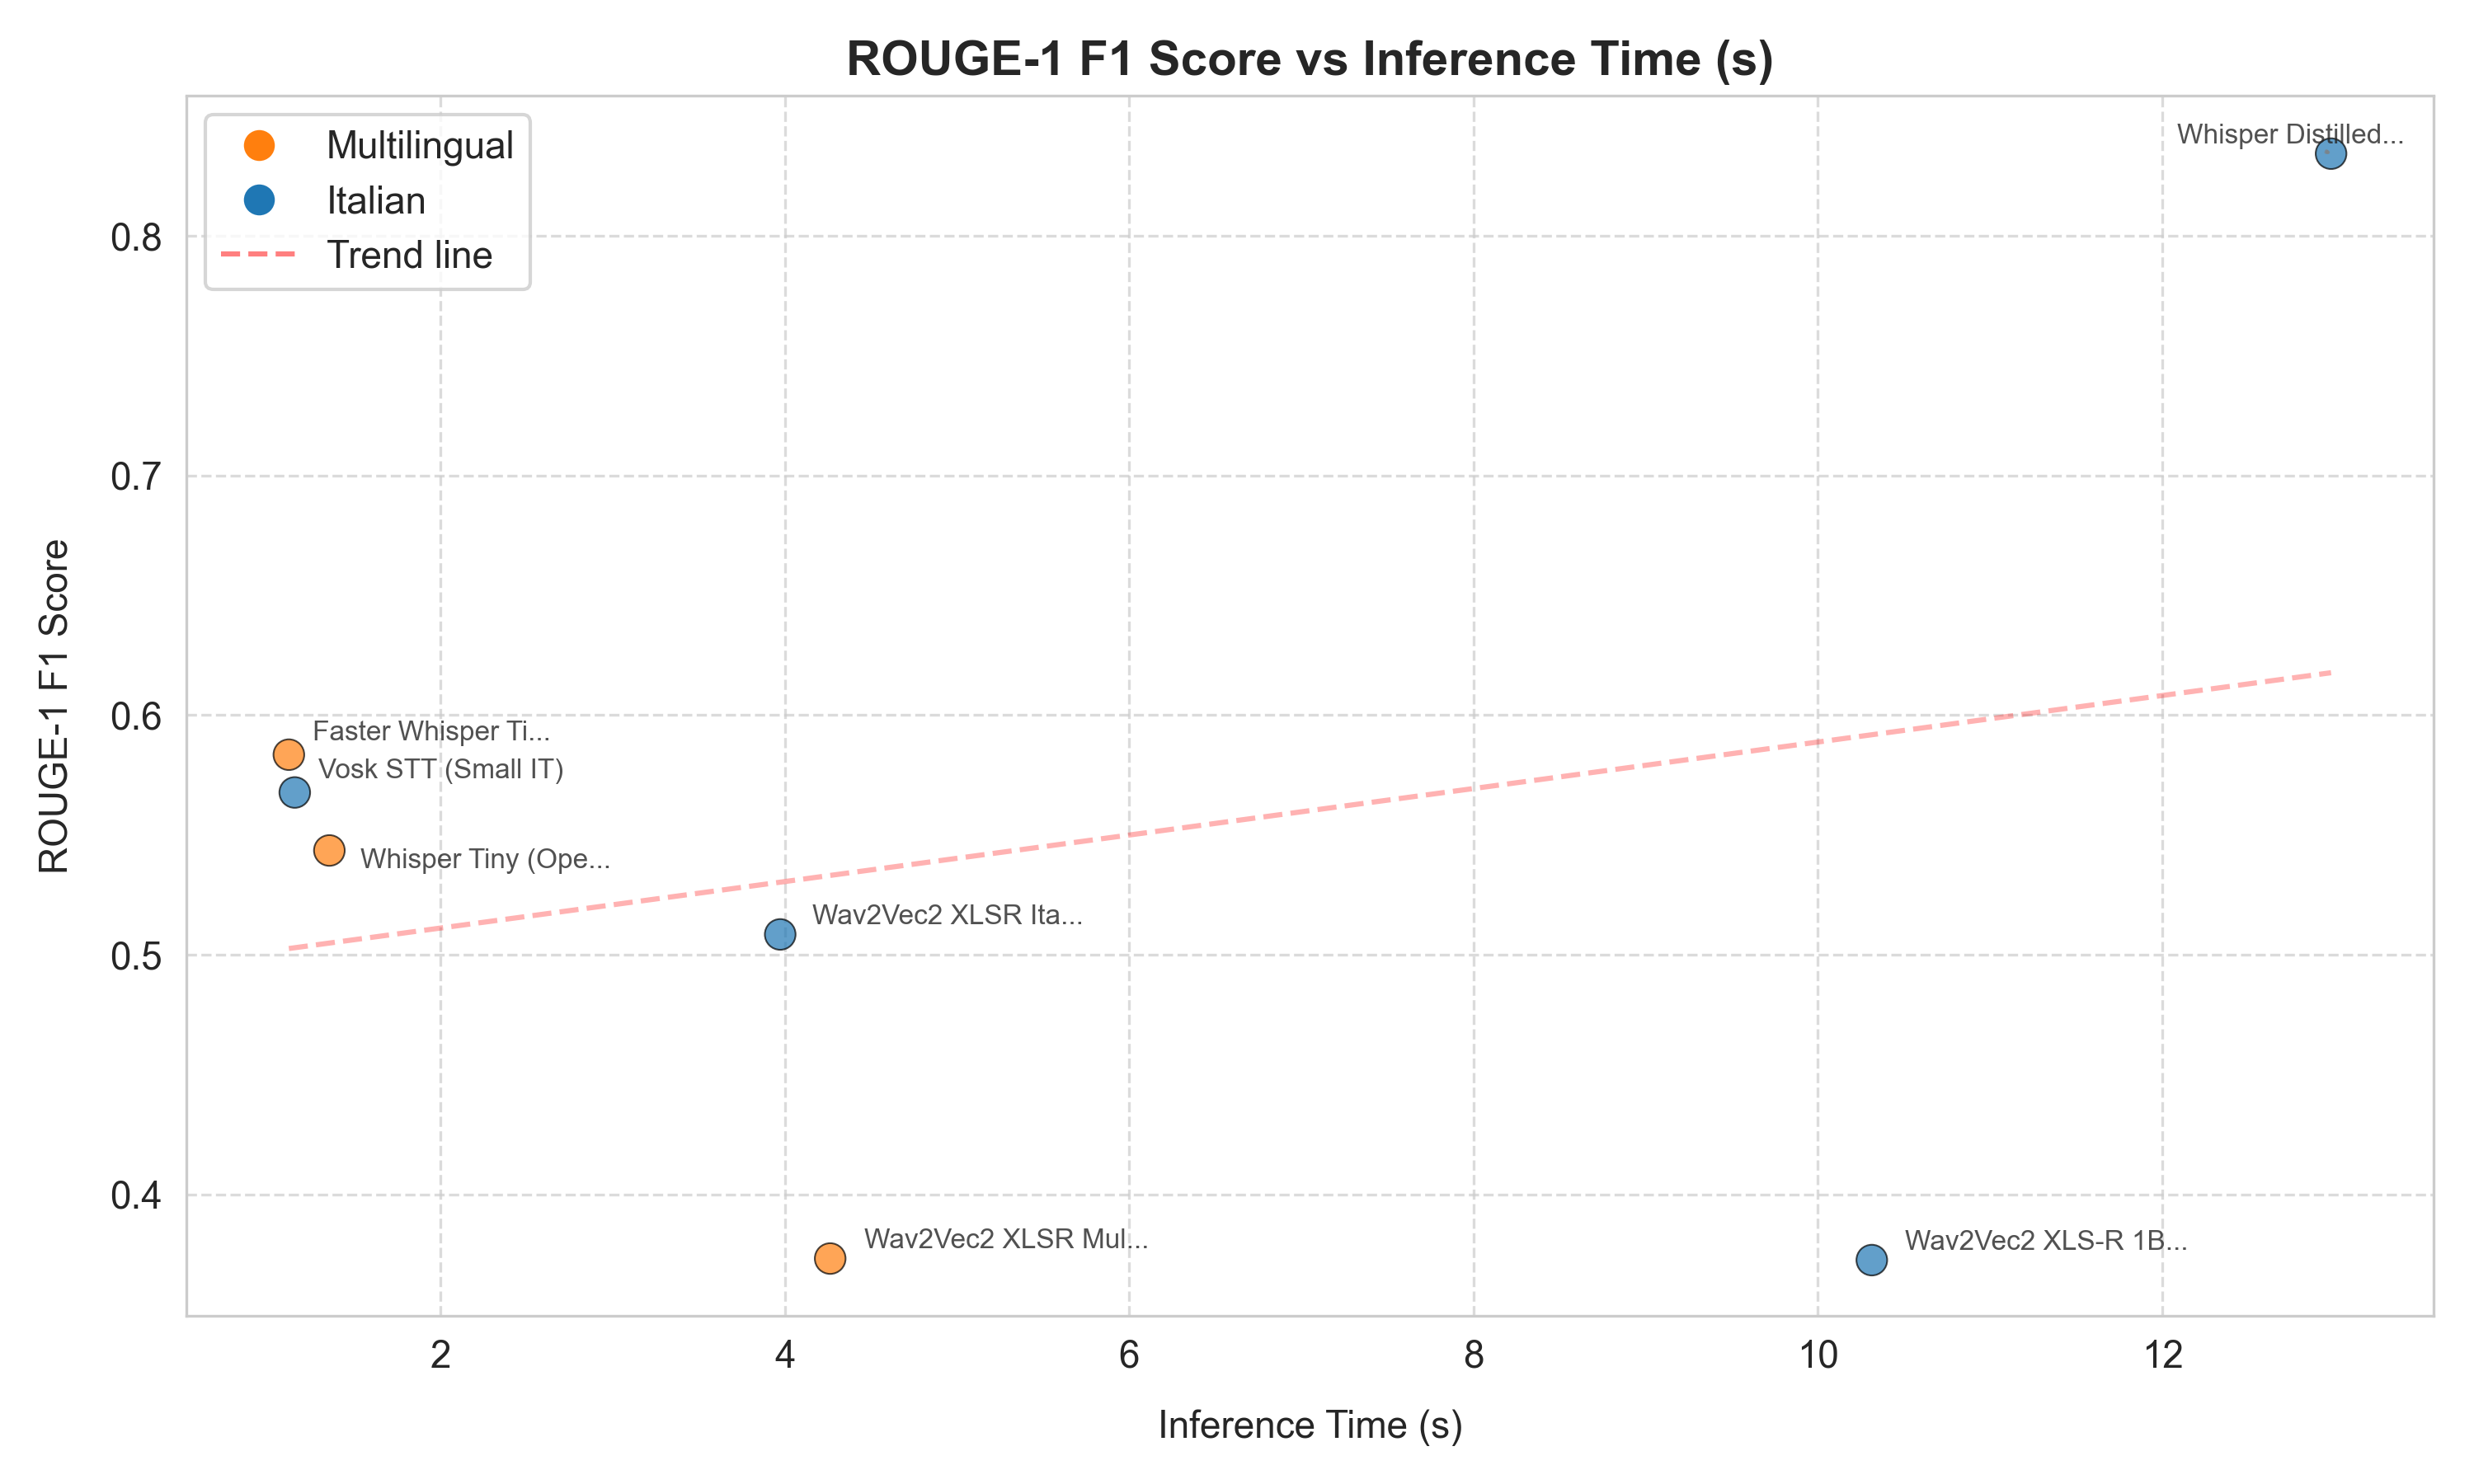 ROUGE-1 F1 Score vs Inference Time (s)
Multilingual
Italian
Trend line
Whisper Distilled...
0.8
0.7
0.6
0.5
0.4
ROUGE-1 F1 Score
Faster Whisper Ti...
Vosk STT (Small IT)
Whisper Tiny (Ope...
Wav2Vec2 XLSR Ita...
Wav2Vec2 XLSR Mul...
Wav2Vec2 XLS-R 1B...
2 4 6 8 10 12
Inference Time (s)